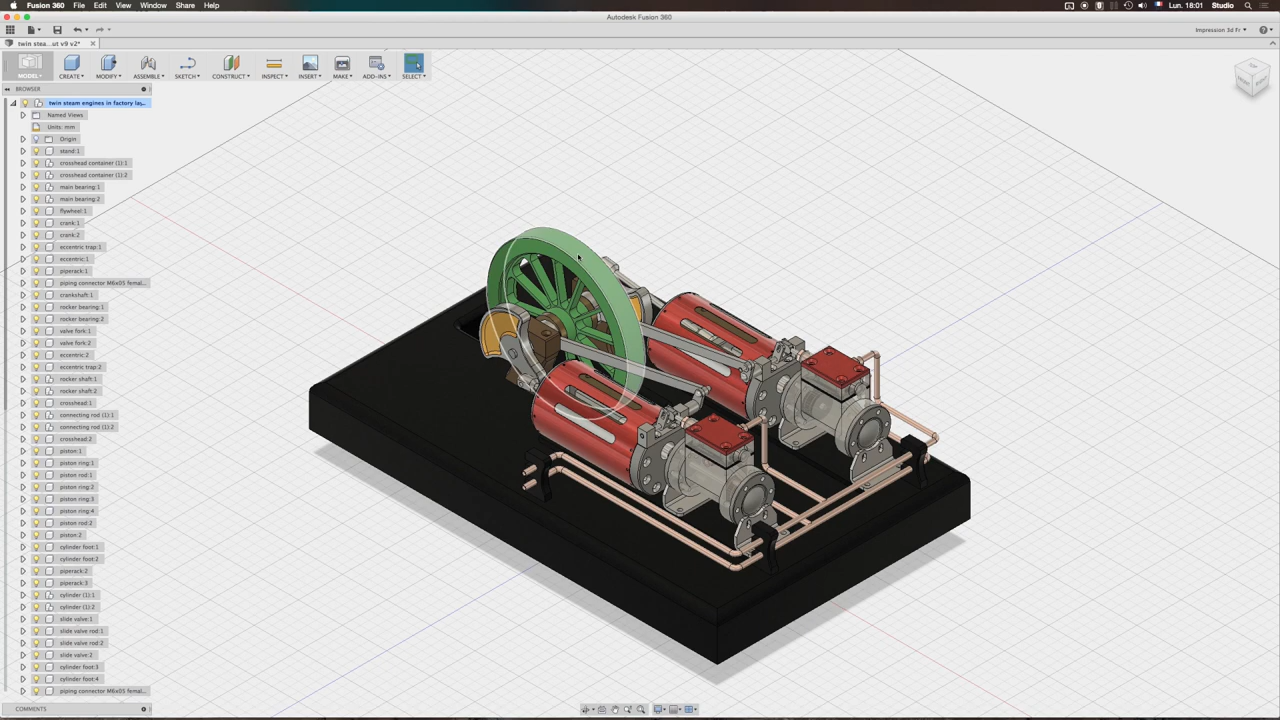 Fusion 360 File Edit View Window Share Help Lun. 18:01 Studio
Autodesk Fusion 360
Impression 3d Fr
twin stea...ut v9 v2*
MODEL CREATE MODIFY ASSEMBLE SKETCH CONSTRUCT INSPECT INSERT MAKE ADD-INS SELECT
BROWSER
twin steam engines in factory lay...
Named Views
Units: mm
Origin
stand:1
crosshead container (1):1
crosshead container (1):2
main bearing:1
main bearing:2
flywheel:1
crank:1
crank:2
eccentric trap:1
eccentric:1
piperack:1
piping connector M6x05 femal...
crankshaft:1
rocker bearing:1
rocker bearing:2
valve fork:1
valve fork:2
eccentric:2
eccentric trap:2
rocker shaft:1
rocker shaft:2
crosshead:1
connecting rod (1):1
connecting rod (1):2
crosshead:2
piston:1
piston ring:1
piston rod:1
piston ring:2
piston ring:3
piston ring:4
piston rod:2
piston:2
cylinder foot:1
cylinder foot:2
piperack:2
piperack:3
cylinder (1):1
cylinder (1):2
slide valve:1
slide valve rod:1
slide valve rod:2
slide valve:2
cylinder foot:3
cylinder foot:4
piping connector M6x05 femal...
COMMENTS